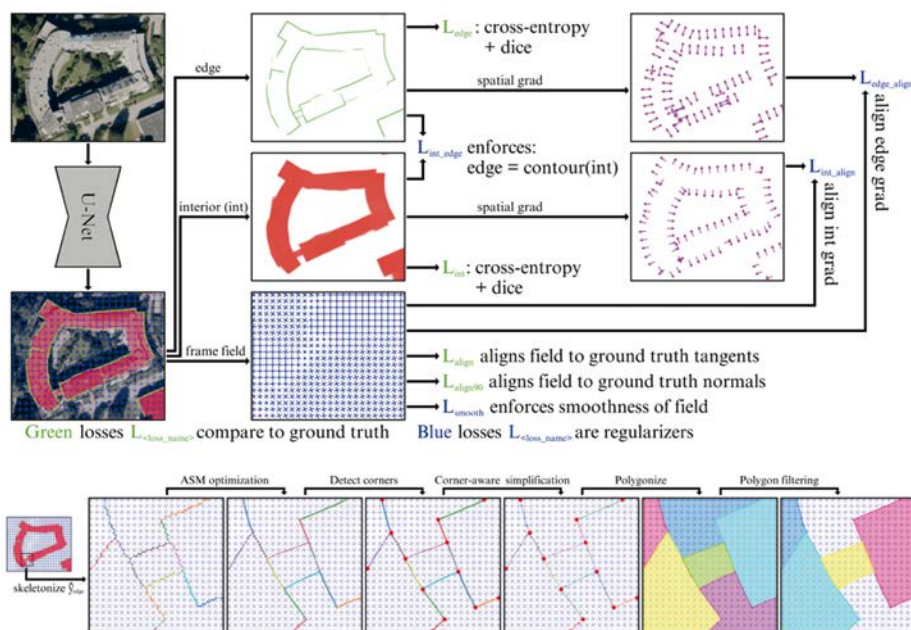 edge
L_edge : cross-entropy
+ dice
spatial grad
L_edge_align
align edge grad
U-Net
L_int_edge enforces:
edge = contour(int)
interior (int)
spatial grad
L_int_align
align int grad
L_int : cross-entropy
+ dice
frame field
L_align aligns field to ground truth tangents
L_align90 aligns field to ground truth normals
L_smooth enforces smoothness of field
Green losses L_<loss_name> compare to ground truth
Blue losses L_<loss_name> are regularizers
ASM optimization
Detect corners
Corner-aware simplification
Polygonize
Polygon filtering
skeletonize ŷ_edge